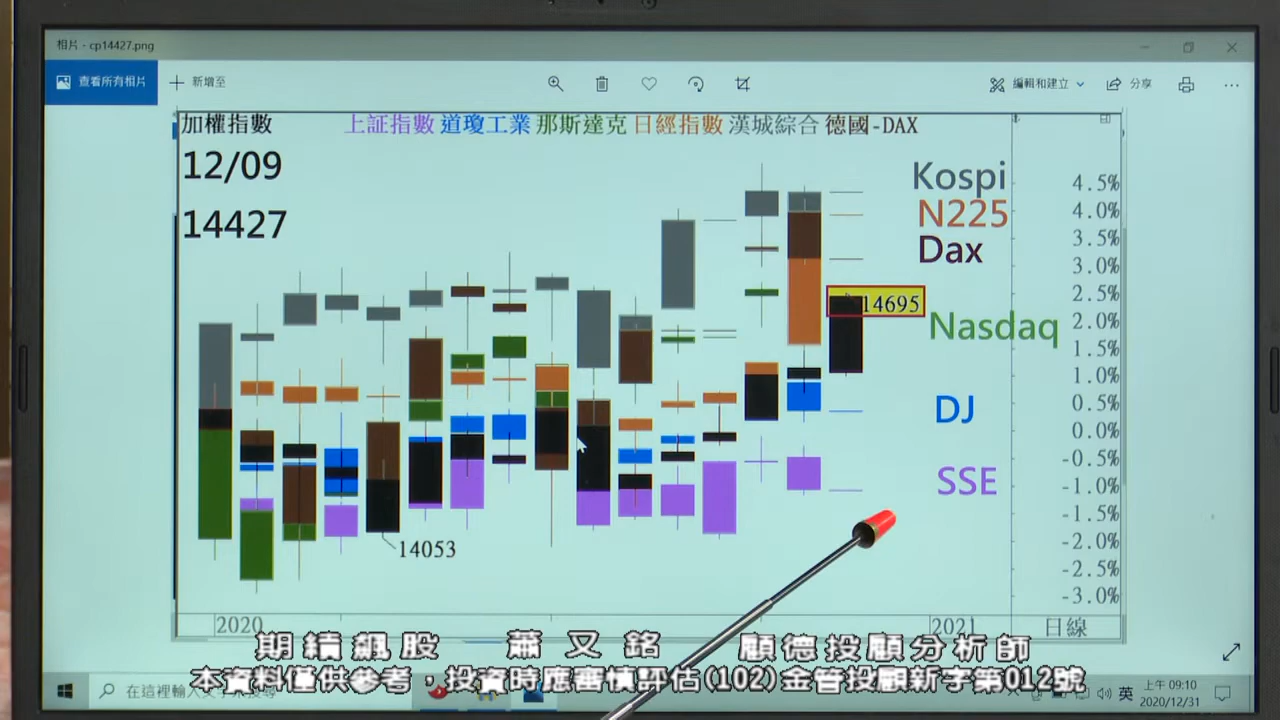 相片 - cp14427.png
查看所有相片
新增至
編輯和建立
分享
加權指數 上証指數 道瓊工業 那斯達克 日經指數 漢城綜合 德國-DAX
12/09
14427
Kospi
N225
Dax
14695
Nasdaq
DJ
SSE
14053
4.5%
4.0%
3.5%
3.0%
2.5%
2.0%
1.5%
1.0%
0.5%
0.0%
-0.5%
-1.0%
-1.5%
-2.0%
-2.5%
-3.0%
2020
2021
日線
期續飆股 蕭又銘 顧德投顧分析師
本資料僅供參考，投資時應審慎評估(102)金管投顧新字第012號
在這裡輸入
英
上午 09:10
2020/12/31